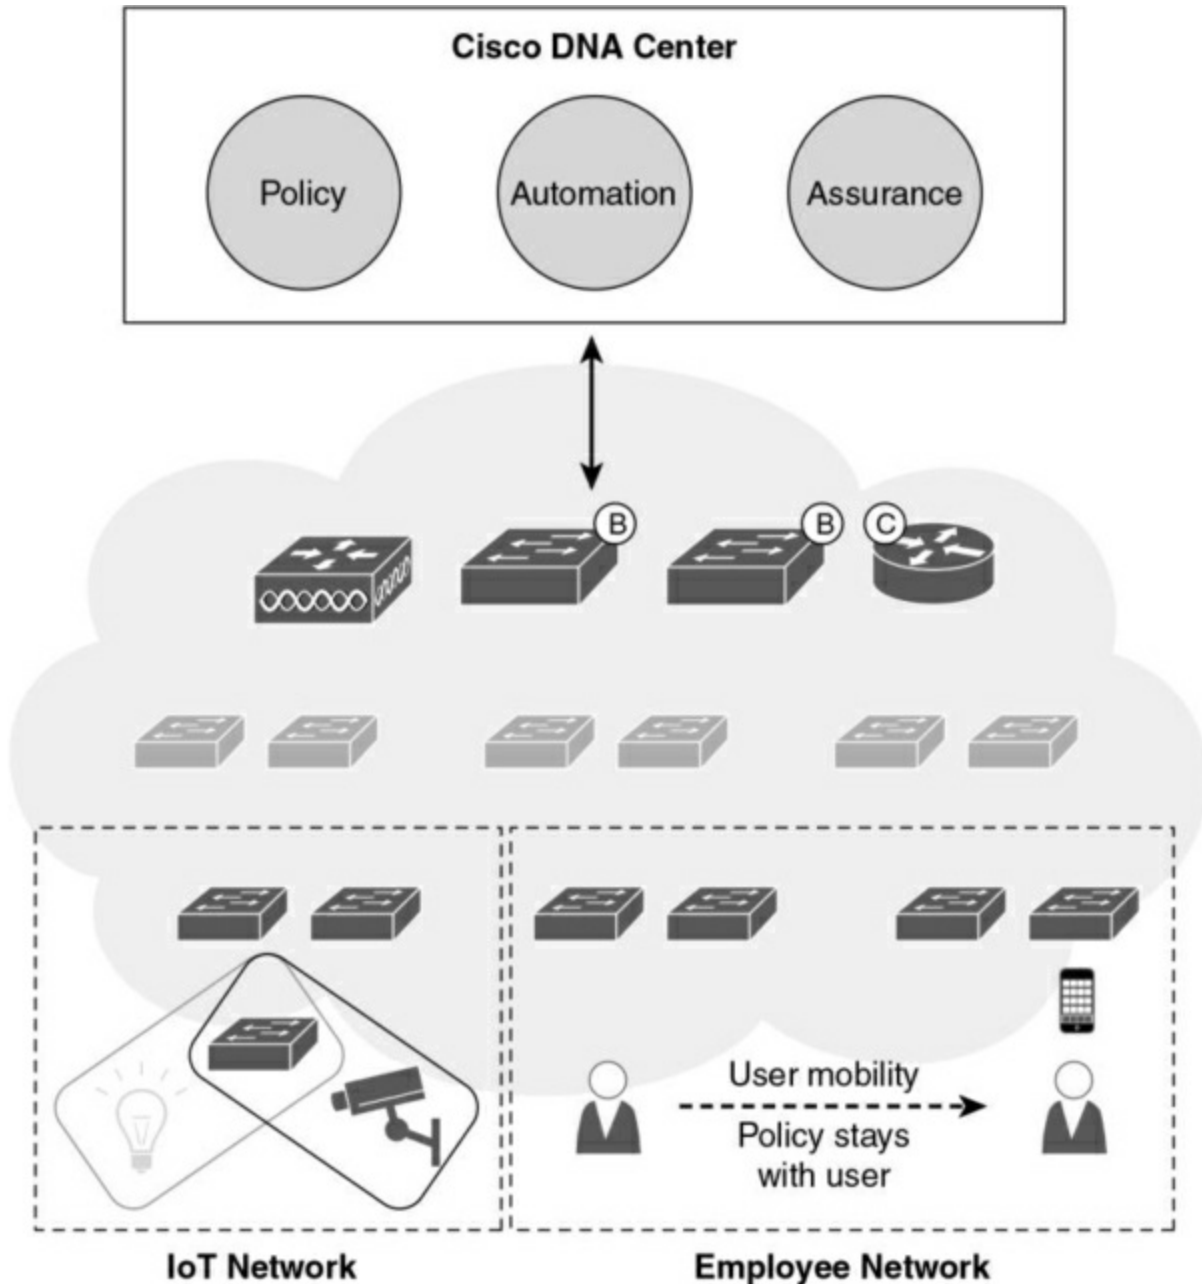 Cisco DNA Center
Policy
Automation
Assurance
B
B
C
User mobility
Policy stays
with user
IoT Network
Employee Network